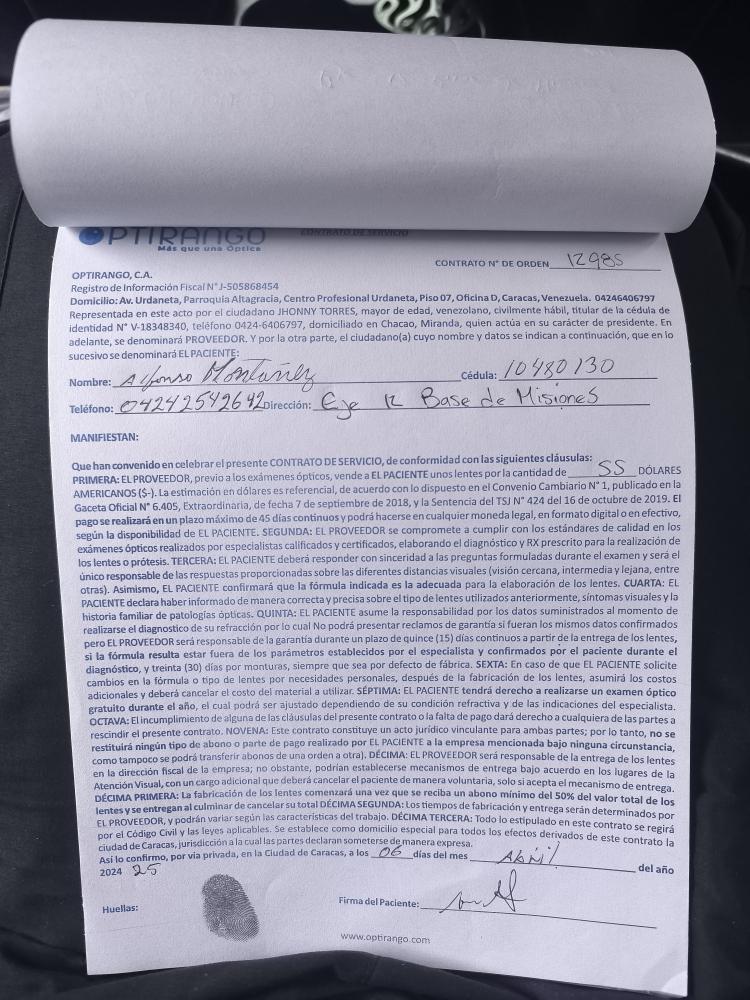 OPTIRANGO
Más que una Óptica
CONTRATO DE SERVICIO
CONTRATO N° DE ORDEN 12985
OPTIRANGO, C.A.
Registro de Información Fiscal N° J-505868454
Domicilio: Av. Urdaneta, Parroquia Altagracia, Centro Profesional Urdaneta, Piso 07, Oficina D, Caracas, Venezuela. 04246406797
Representada en este acto por el ciudadano JHONNY TORRES, mayor de edad, venezolano, civilmente hábil, titular de la cédula de
identidad N° V-18348340, teléfono 0424-6406797, domiciliado en Chacao, Miranda, quien actúa en su carácter de presidente. En
adelante, se denominará PROVEEDOR. Y por la otra parte, el ciudadano(a) cuyo nombre y datos se indican a continuación, que en lo
sucesivo se denominará EL PACIENTE:
Nombre: Alfonso Montañez Cédula: 10480130
Teléfono: 04242542642 Dirección: Eje 12 Base de Misiones
MANIFIESTAN:
Que han convenido en celebrar el presente CONTRATO DE SERVICIO, de conformidad con las siguientes cláusulas:
PRIMERA: EL PROVEEDOR, previo a los exámenes ópticos, vende a EL PACIENTE unos lentes por la cantidad de 55 DÓLARES
AMERICANOS ($-). La estimación en dólares es referencial, de acuerdo con lo dispuesto en el Convenio Cambiario N° 1, publicado en la
Gaceta Oficial N° 6.405, Extraordinaria, de fecha 7 de septiembre de 2018, y la Sentencia del TSJ N° 424 del 16 de octubre de 2019. El
pago se realizará en un plazo máximo de 45 días continuos y podrá hacerse en cualquier moneda legal, en formato digital o en efectivo,
según la disponibilidad de EL PACIENTE. SEGUNDA: EL PROVEEDOR se compromete a cumplir con los estándares de calidad en los
exámenes ópticos realizados por especialistas calificados y certificados, elaborando el diagnóstico y RX prescrito para la realización de
los lentes o prótesis. TERCERA: EL PACIENTE deberá responder con sinceridad a las preguntas formuladas durante el examen y será el
único responsable de las respuestas proporcionadas sobre las diferentes distancias visuales (visión cercana, intermedia y lejana, entre
otras). Asimismo, EL PACIENTE confirmará que la fórmula indicada es la adecuada para la elaboración de los lentes. CUARTA: EL
PACIENTE declara haber informado de manera correcta y precisa sobre el tipo de lentes utilizados anteriormente, síntomas visuales y la
historia familiar de patologías ópticas. QUINTA: EL PACIENTE asume la responsabilidad por los datos suministrados al momento de
realizarse el diagnostico de su refracción por lo cual No podrá presentar reclamos de garantía si fueran los mismos datos confirmados
pero EL PROVEEDOR será responsable de la garantía durante un plazo de quince (15) días continuos a partir de la entrega de los lentes,
si la fórmula resulta estar fuera de los parámetros establecidos por el especialista y confirmados por el paciente durante el
diagnóstico, y treinta (30) días por monturas, siempre que sea por defecto de fábrica. SEXTA: En caso de que EL PACIENTE solicite
cambios en la fórmula o tipo de lentes por necesidades personales, después de la fabricación de los lentes, asumirá los costos
adicionales y deberá cancelar el costo del material a utilizar. SÉPTIMA: EL PACIENTE tendrá derecho a realizarse un examen óptico
gratuito durante el año, el cual podrá ser ajustado dependiendo de su condición refractiva y de las indicaciones del especialista.
OCTAVA: El incumplimiento de alguna de las cláusulas del presente contrato o la falta de pago dará derecho a cualquiera de las partes a
rescindir el presente contrato. NOVENA: Este contrato constituye un acto jurídico vinculante para ambas partes; por lo tanto, no se
restituirá ningún tipo de abono o parte de pago realizado por EL PACIENTE a la empresa mencionada bajo ninguna circunstancia,
como tampoco se podrá transferir abonos de una orden a otra). DÉCIMA: EL PROVEEDOR será responsable de la entrega de los lentes
en la dirección fiscal de la empresa; no obstante, podrían establecerse mecanismos de entrega bajo acuerdo en los lugares de la
Atención Visual, con un cargo adicional que deberá cancelar el paciente de manera voluntaria, solo si acepta el mecanismo de entrega.
DÉCIMA PRIMERA: La fabricación de los lentes comenzará una vez que se reciba un abono mínimo del 50% del valor total de los
lentes y se entregan al culminar de cancelar su total DÉCIMA SEGUNDA: Los tiempos de fabricación y entrega serán determinados por
EL PROVEEDOR, y podrán variar según las características del trabajo. DÉCIMA TERCERA: Todo lo estipulado en este contrato se regirá
por el Código Civil y las leyes aplicables. Se establece como domicilio especial para todos los efectos derivados de este contrato la
ciudad de Caracas, jurisdicción a la cual las partes declaran someterse de manera expresa.
Así lo confirmo, por vía privada, en la Ciudad de Caracas, a los 06 días del mes Abril del año
2024 25
Huellas: Firma del Paciente:
www.optirango.com